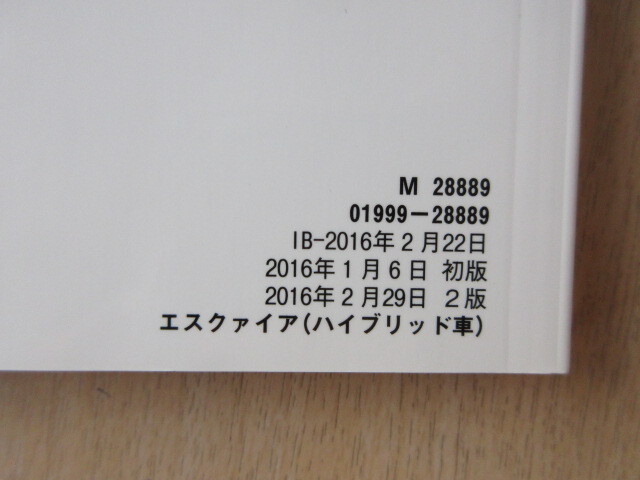 M 28889
01999-28889
IB-2016年2月22日
2016年1月6日 初版
2016年2月29日 2版
エスクァイア(ハイブリッド車)